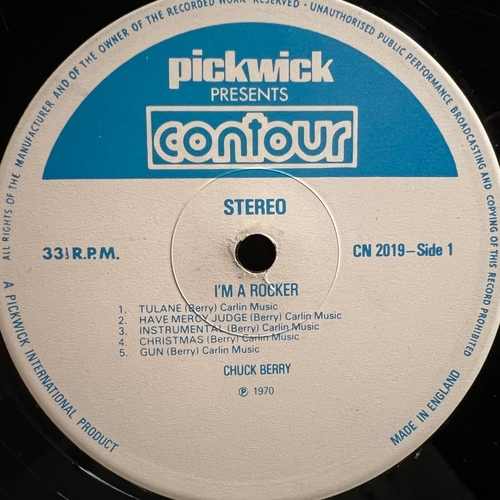 ALL RIGHTS OF THE MANUFACTURER AND OF THE OWNER OF THE RECORDED WORK RESERVED · UNAUTHORISED PUBLIC PERFORMANCE BROADCASTING AND COPYING OF THIS RECORD PROHIBITED
pickwick
PRESENTS
contour
STEREO
33⅓ R.P.M.
CN 2019–Side 1
I'M A ROCKER
1. TULANE (Berry) Carlin Music
2. HAVE MERCY JUDGE (Berry) Carlin Music
3. INSTRUMENTAL (Berry) Carlin Music
4. CHRISTMAS (Berry) Carlin Music
5. GUN (Berry) Carlin Music
CHUCK BERRY
℗ 1970
A PICKWICK INTERNATIONAL PRODUCT
MADE IN ENGLAND